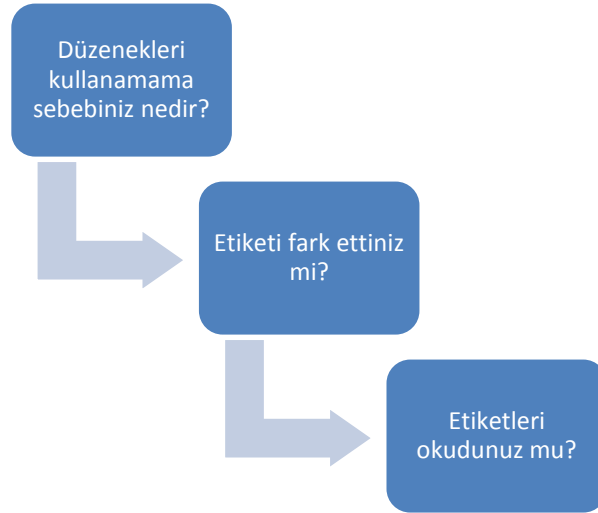 Düzenekleri
kullanamama
sebebiniz nedir?
Etiketi fark ettiniz
mi?
Etiketleri
okudunuz mu?